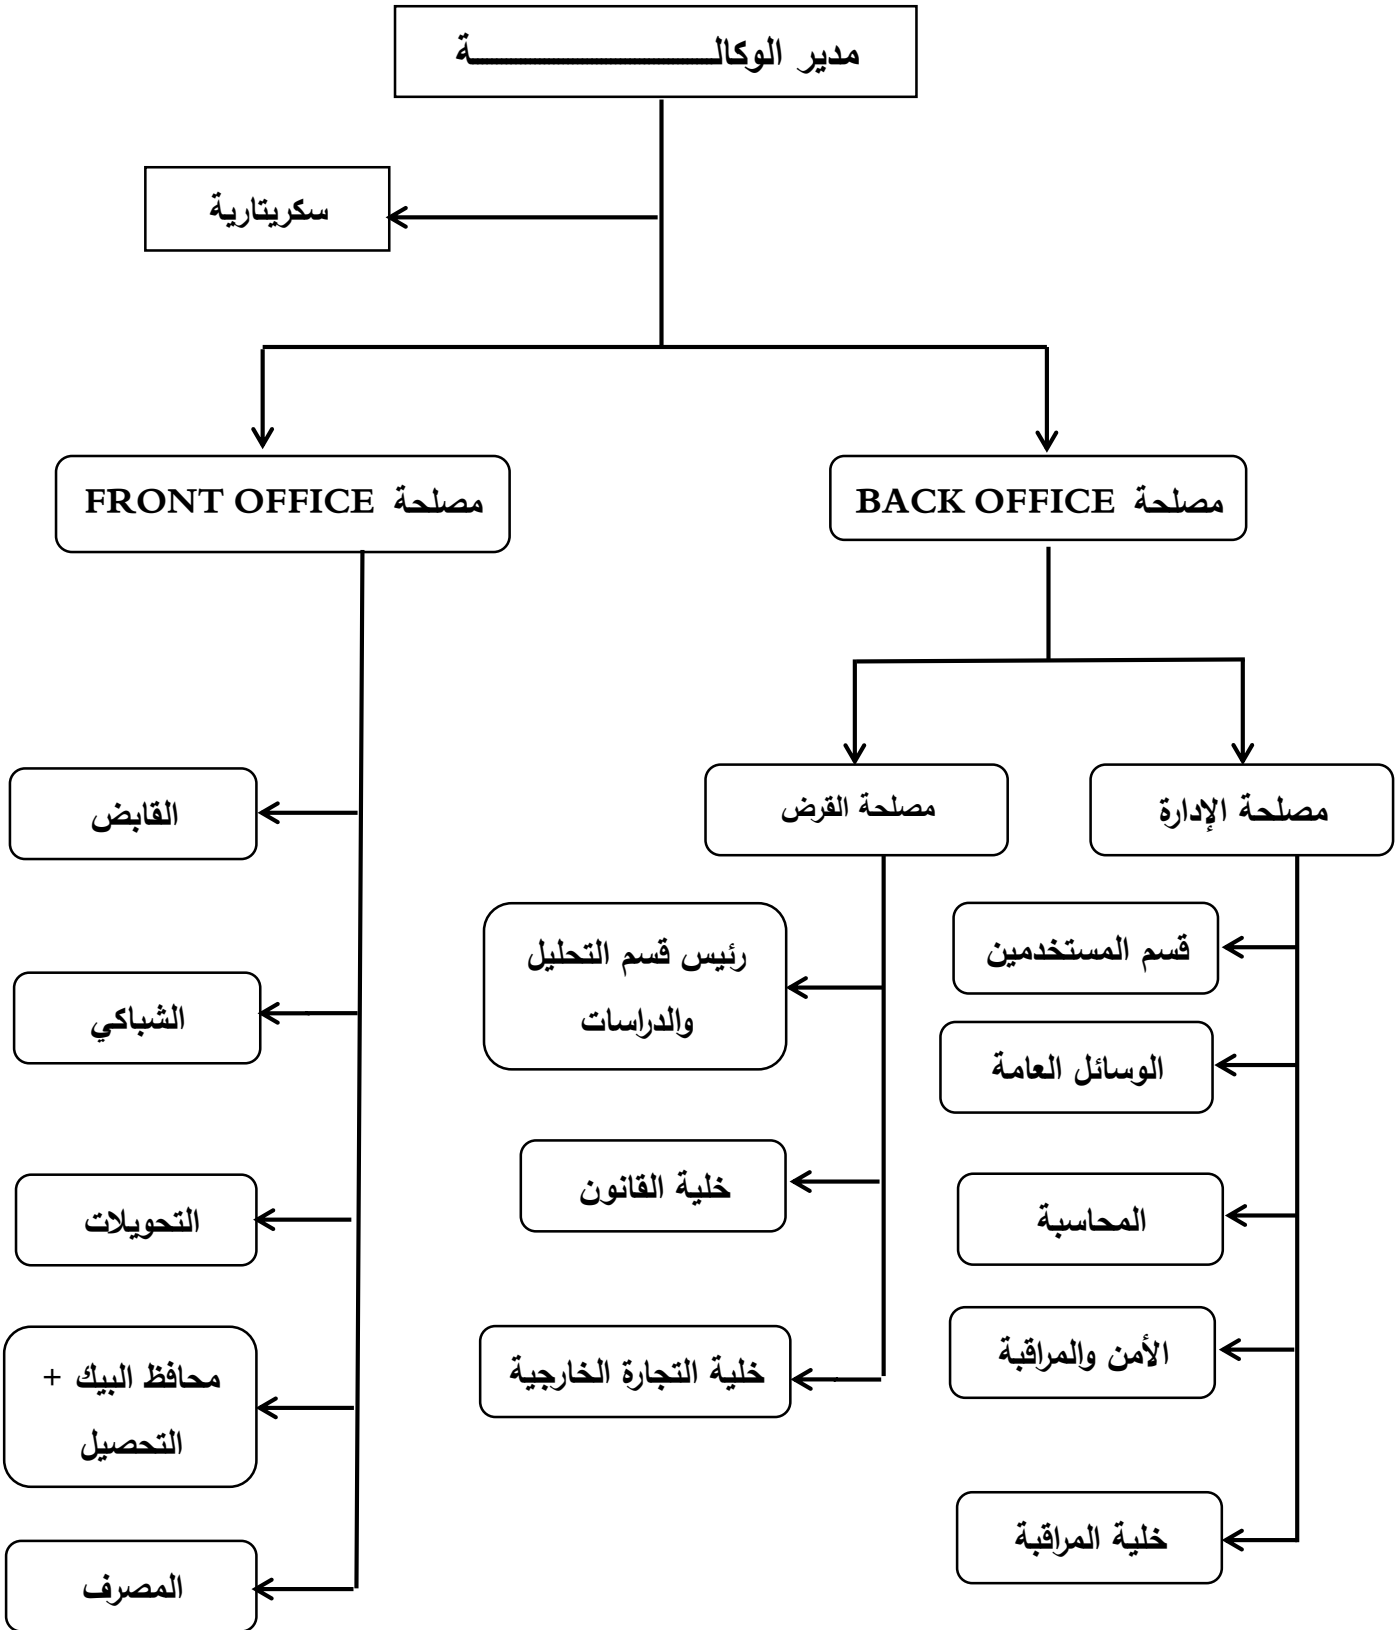 مدير الوكالــــــــــــــــــــــــة
سكريتارية
مصلحة BACK OFFICE
مصلحة FRONT OFFICE
مصلحة الإدارة
مصلحة القرض
القابض
قسم المستخدمين
رئيس قسم التحليل
والدراسات
الشباكي
الوسائل العامة
خلية القانون
التحويلات
المحاسبة
الأمن والمراقبة
خلية التجارة الخارجية
محافظ البيك +
التحصيل
خلية المراقبة
المصرف